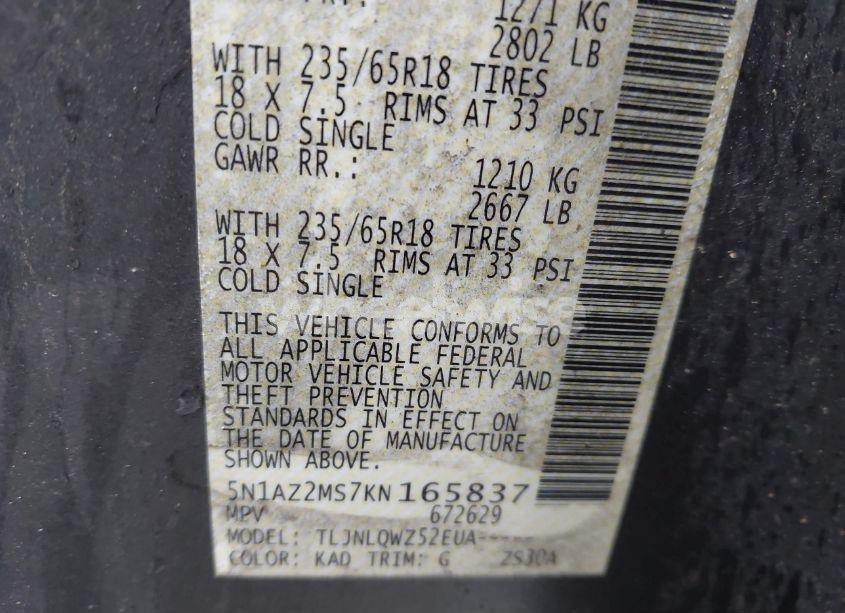 1271 KG
2802 LB
WITH 235/65R18 TIRES
18 X 7.5 RIMS AT 33 PSI
COLD SINGLE
GAWR RR.: 1210 KG
2667 LB
WITH 235/65R18 TIRES
18 X 7.5 RIMS AT 33 PSI
COLD SINGLE
THIS VEHICLE CONFORMS TO
ALL APPLICABLE FEDERAL
MOTOR VEHICLE SAFETY AND
THEFT PREVENTION
STANDARDS IN EFFECT ON
THE DATE OF MANUFACTURE
SHOWN ABOVE.
5N1AZ2MS7KN 165837
MPV 672629
MODEL: TLJNLQWZ52EUA-----
COLOR: KAD TRIM: G ZS30A